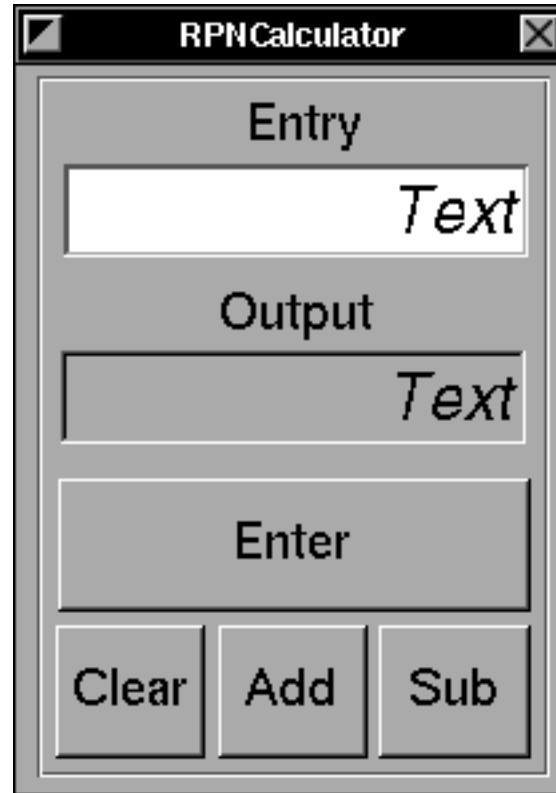 RPNCalculator
Entry
Text
Output
Text
Enter
Clear Add Sub